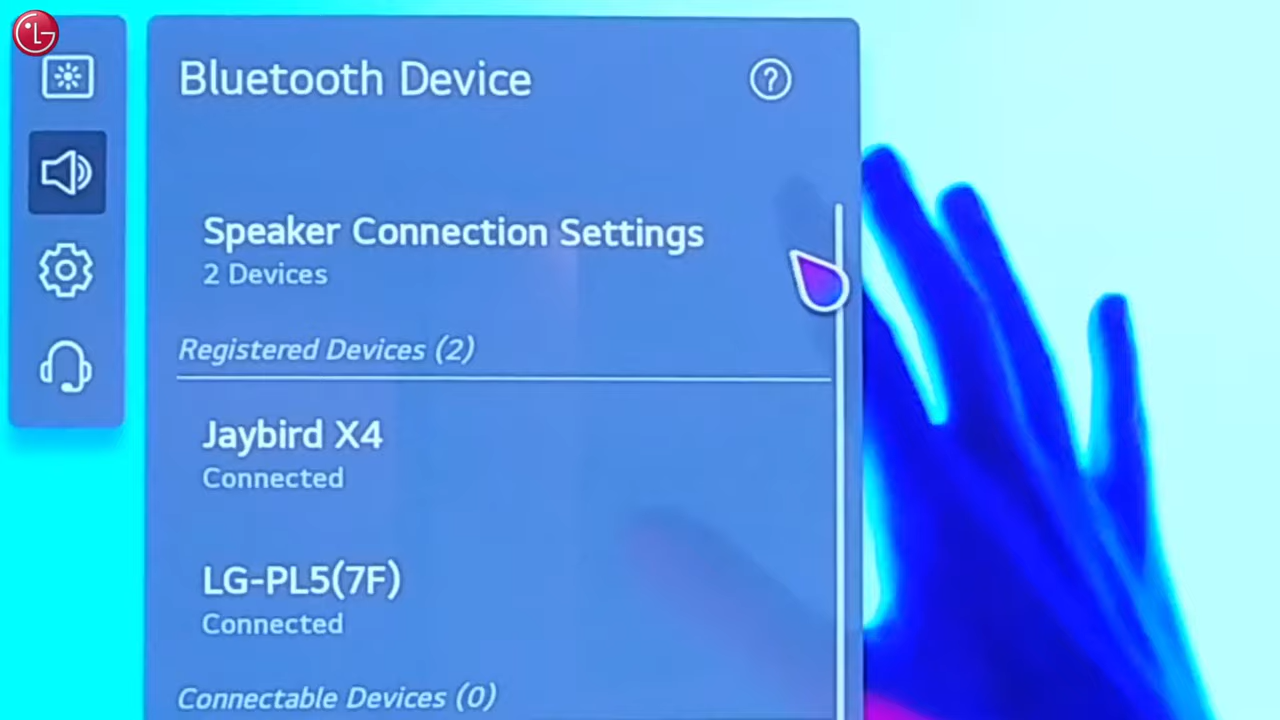 LG
Bluetooth Device
?
Speaker Connection Settings
2 Devices
Registered Devices (2)
Jaybird X4
Connected
LG-PL5(7F)
Connected
Connectable Devices (0)